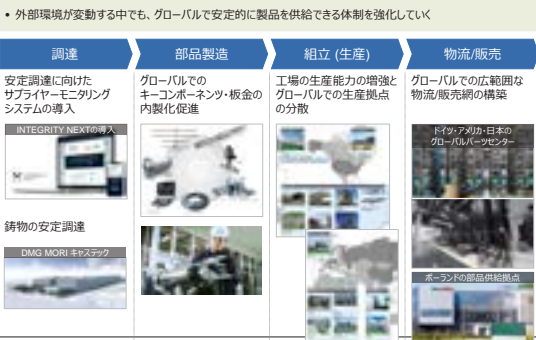 • 外部環境が変動する中でも、グローバルで安定的に製品を供給できる体制を強化していく
調達
部品製造
組立 (生産)
物流/販売
安定調達に向けた
サプライヤーモニタリング
システムの導入
INTEGRITY NEXTの導入
鋳物の安定調達
DMG MORI キャステック
グローバルでの
キーコンポーネンツ・板金の
内製化促進
工場の生産能力の増強と
グローバルでの生産拠点
の分散
グローバルでの広範囲な
物流/販売網の構築
ドイツ・アメリカ・日本の
グローバルパーツセンター
ポーランドの部品供給拠点